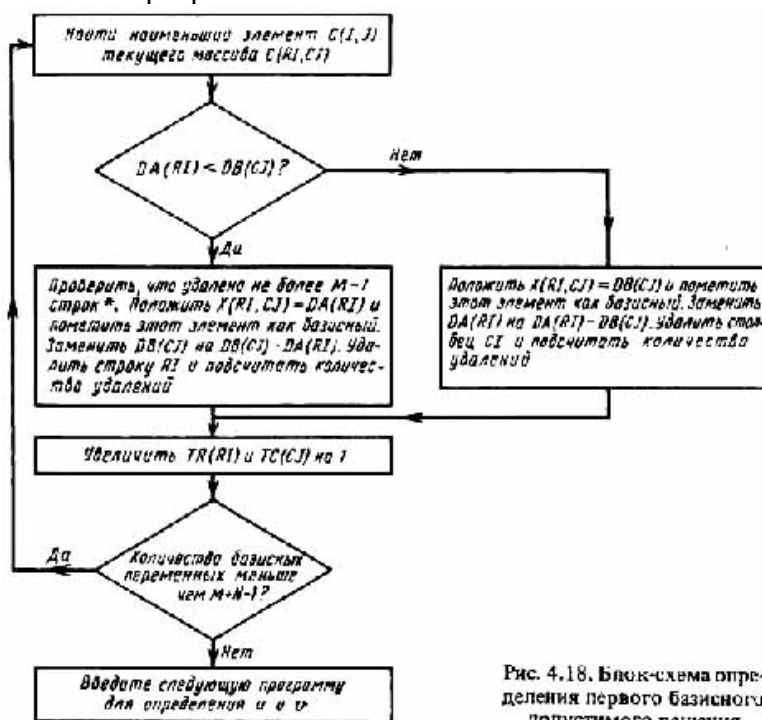 Найти наименьший элемент C(I,J)
текущего массива C(RI,CJ)
DA(RI) < DB(CJ)?
Нет
Да
Проверить, что удалено не более M-1
строк*. Положить X(RI,CJ)=DA(RI) и
пометить этот элемент как базисный.
Заменить DB(CJ) на DB(CJ) - DA(RI). Уда-
лить строку RI и подсчитать количес-
тво удалений
Положить X(RI,CJ)=DB(CJ) и пометить
этот элемент как базисный. Заменить
DA(RI) на DA(RI)-DB(CJ). Удалить стол-
бец CI и подсчитать количество
удалений
Увеличить TR(RI) и TC(CJ) на 1
Да
Количество базисных
переменных меньше
чем M+N-1?
Нет
Введите следующую программу
для определения u и v
Рис. 4.18. Блок-схема опре-
деления первого базисного
допустимого решения